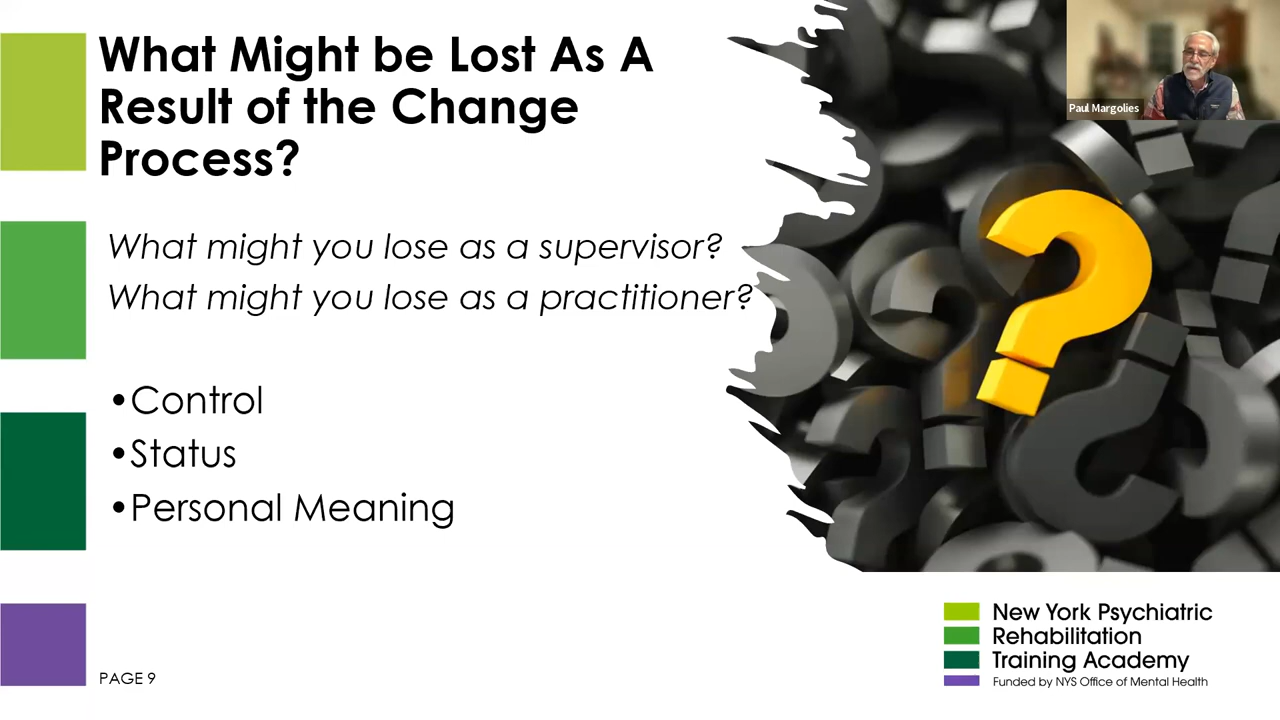 What Might be Lost As A
Result of the Change
Process?
What might you lose as a supervisor?
What might you lose as a practitioner?
•Control
•Status
•Personal Meaning
PAGE 9
Paul Margolies
New York Psychiatric
Rehabilitation
Training Academy
Funded by NYS Office of Mental Health